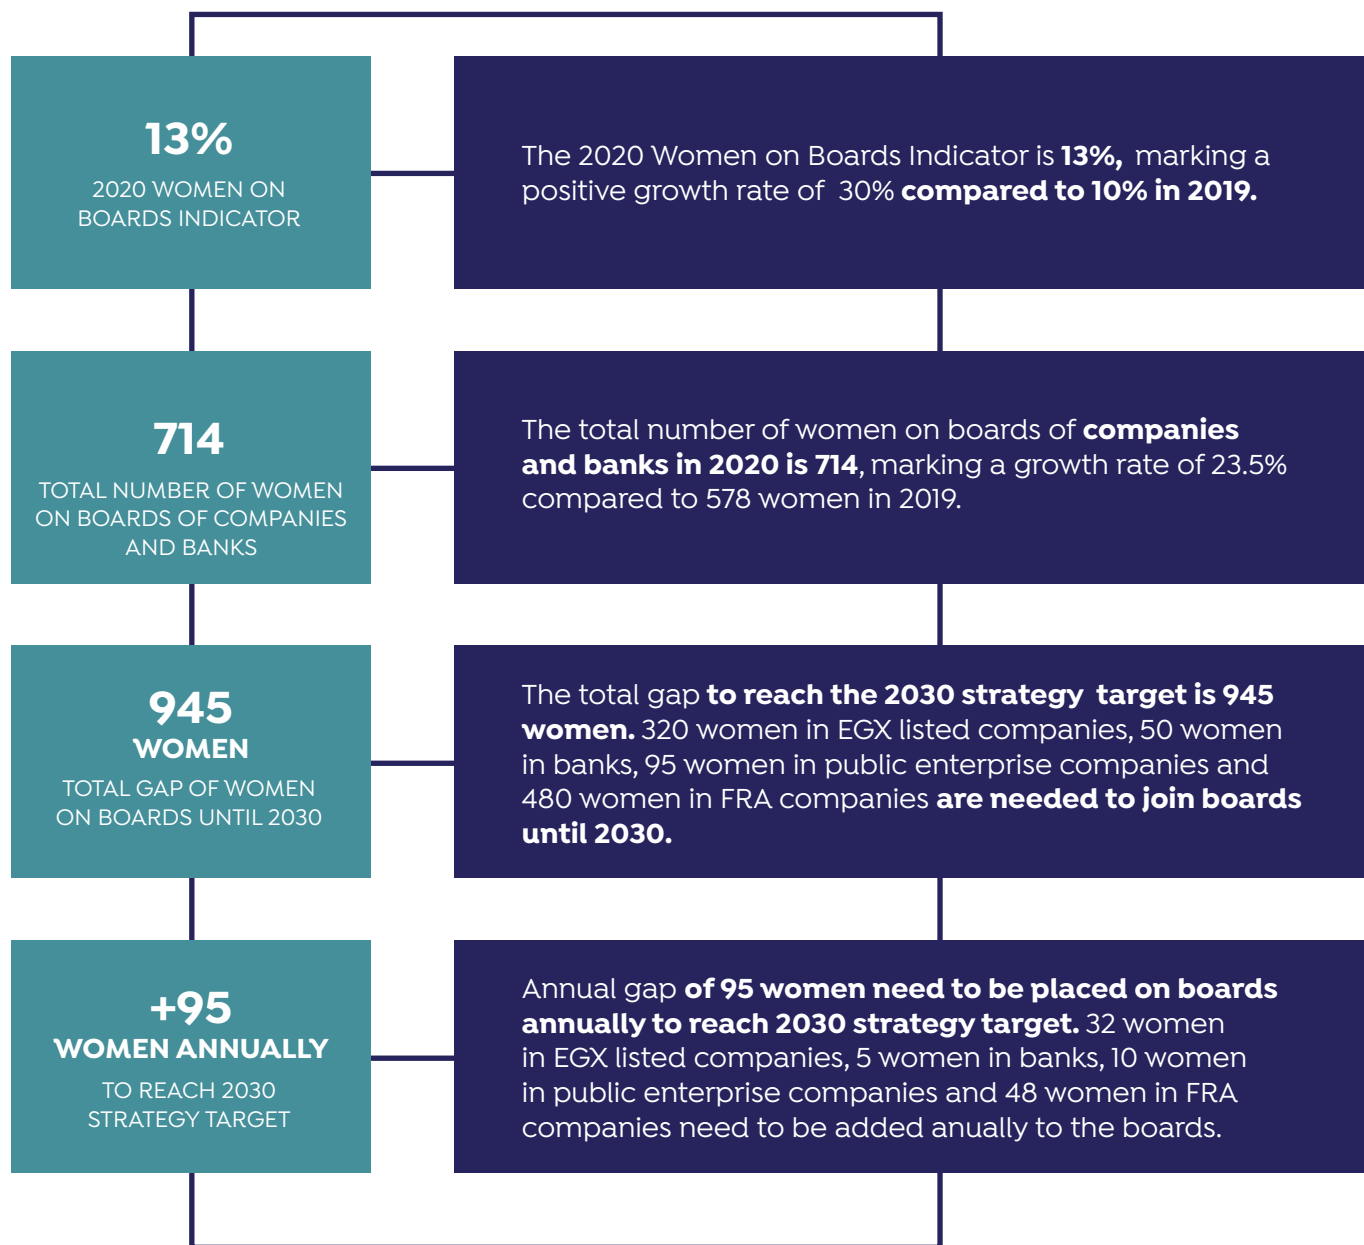 13%
2020 WOMEN ON
BOARDS INDICATOR
The 2020 Women on Boards Indicator is 13%, marking a
positive growth rate of 30% compared to 10% in 2019.
714
TOTAL NUMBER OF WOMEN
ON BOARDS OF COMPANIES
AND BANKS
The total number of women on boards of companies
and banks in 2020 is 714, marking a growth rate of 23.5%
compared to 578 women in 2019.
945
WOMEN
TOTAL GAP OF WOMEN
ON BOARDS UNTIL 2030
The total gap to reach the 2030 strategy target is 945
women. 320 women in EGX listed companies, 50 women
in banks, 95 women in public enterprise companies and
480 women in FRA companies are needed to join boards
until 2030.
+95
WOMEN ANNUALLY
TO REACH 2030
STRATEGY TARGET
Annual gap of 95 women need to be placed on boards
annually to reach 2030 strategy target. 32 women
in EGX listed companies, 5 women in banks, 10 women
in public enterprise companies and 48 women in FRA
companies need to be added anually to the boards.